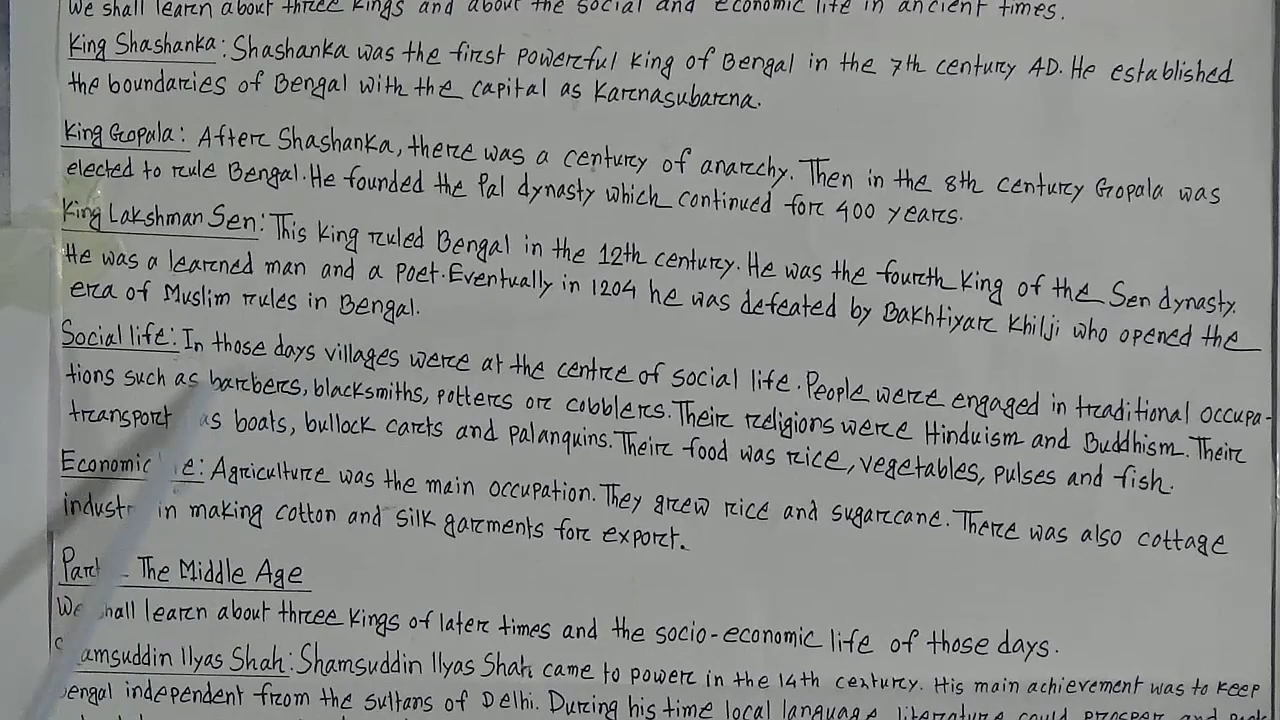 We shall learn about three kings and about the social and economic life in ancient times.
King Shashanka: Shashanka was the first powerful king of Bengal in the 7th century AD. He established
the boundaries of Bengal with the capital as Karnasubarna.
King Gopala: After Shashanka, there was a century of anarchy. Then in the 8th century Gopala was
elected to rule Bengal. He founded the Pal dynasty which continued for 400 years.
King Lakshman Sen: This king ruled Bengal in the 12th century. He was the fourth king of the Sen dynasty.
He was a learned man and a poet. Eventually in 1204 he was defeated by Bakhtiyar Khilji who opened the
era of Muslim rules in Bengal.
Social life: In those days villages were at the centre of social life. People were engaged in traditional occupa-
tions such as barbers, blacksmiths, potters or cobblers. Their religions were Hinduism and Buddhism. Their
transport as boats, bullock carts and palanquins. Their food was rice, vegetables, pulses and fish.
Economic : Agriculture was the main occupation. They grew rice and sugarcane. There was also cottage
in making cotton and silk garments for export.
Part The Middle Age
We shall learn about three kings of later times and the socio-economic life of those days.
Shamsuddin Ilyas Shah: Shamsuddin Ilyas Shah came to power in the 14th century. His main achievement was to keep
Bengal independent from the sultans of Delhi. During his time local language, literature could prosper and